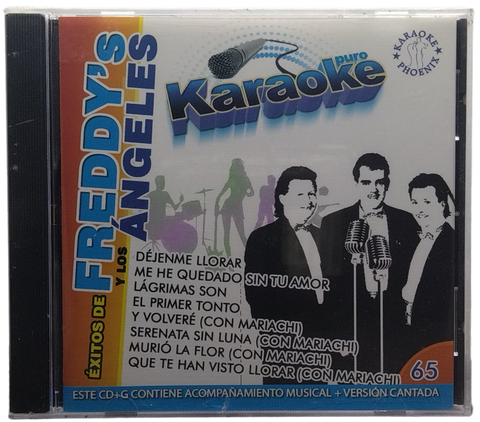 ÉXITOS DE
FREDDY'S
Y LOS
ÁNGELES
puro
Karaoke
KARAOKE
PHOENIX
DÉJENME LLORAR
ME HE QUEDADO SIN TU AMOR
LÁGRIMAS SON
EL PRIMER TONTO
Y VOLVERÉ (CON MARIACHI)
SERENATA SIN LUNA (CON MARIACHI)
MURIÓ LA FLOR (CON MARIACHI)
QUE TE HAN VISTO LLORAR (CON MARIACHI)
65
ESTE CD+G CONTIENE ACOMPAÑAMIENTO MUSICAL + VERSIÓN CANTADA